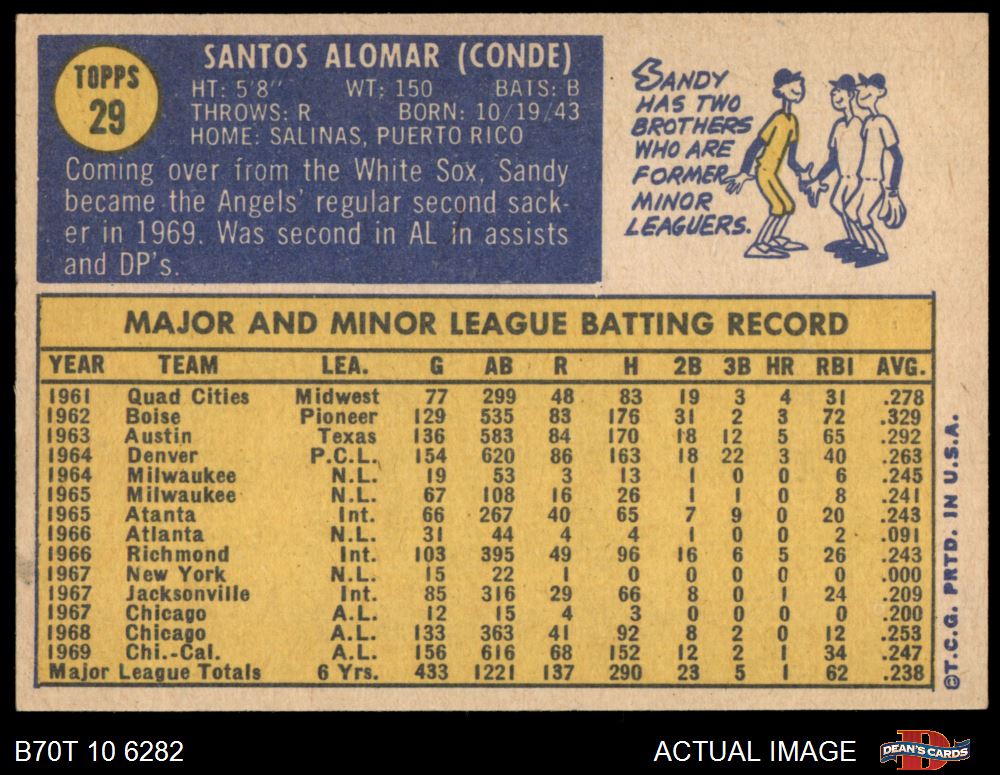 TOPPS
29
SANTOS ALOMAR (CONDE)
HT: 5'8" WT: 150 BATS: B
THROWS: R BORN: 10/19/43
HOME: SALINAS, PUERTO RICO
Coming over from the White Sox, Sandy
became the Angels' regular second sack-
er in 1969. Was second in AL in assists
and DP's.
SANDY
HAS TWO
BROTHERS
WHO ARE
FORMER
MINOR
LEAGUERS.
MAJOR AND MINOR LEAGUE BATTING RECORD
YEAR TEAM LEA. G AB R H 2B 3B HR RBI AVG.
1961 Quad Cities Midwest 77 299 48 83 19 3 4 31 .278
1962 Boise Pioneer 129 535 83 176 31 2 3 72 .329
1963 Austin Texas 136 583 84 170 18 12 5 65 .292
1964 Denver P.C.L. 154 620 86 163 18 22 3 40 .263
1964 Milwaukee N.L. 19 53 3 13 1 0 0 6 .245
1965 Milwaukee N.L. 67 108 16 26 1 1 0 8 .241
1965 Atanta Int. 66 267 40 65 7 9 0 20 .243
1966 Atlanta N.L. 31 44 4 4 1 0 0 2 .091
1966 Richmond Int. 103 395 49 96 16 6 5 26 .243
1967 New York N.L. 15 22 1 0 0 0 0 0 .000
1967 Jacksonville Int. 85 316 29 66 8 0 1 24 .209
1967 Chicago A.L. 12 15 4 3 0 0 0 0 .200
1968 Chicago A.L. 133 363 41 92 8 2 0 12 .253
1969 Chi.-Cal. A.L. 156 616 68 152 12 2 1 34 .247
Major League Totals 6 Yrs. 433 1221 137 290 23 5 1 62 .238
©T.C.G. PRTD. IN U.S.A.
B70T 10 6282
ACTUAL IMAGE
D
DEAN'S CARDS